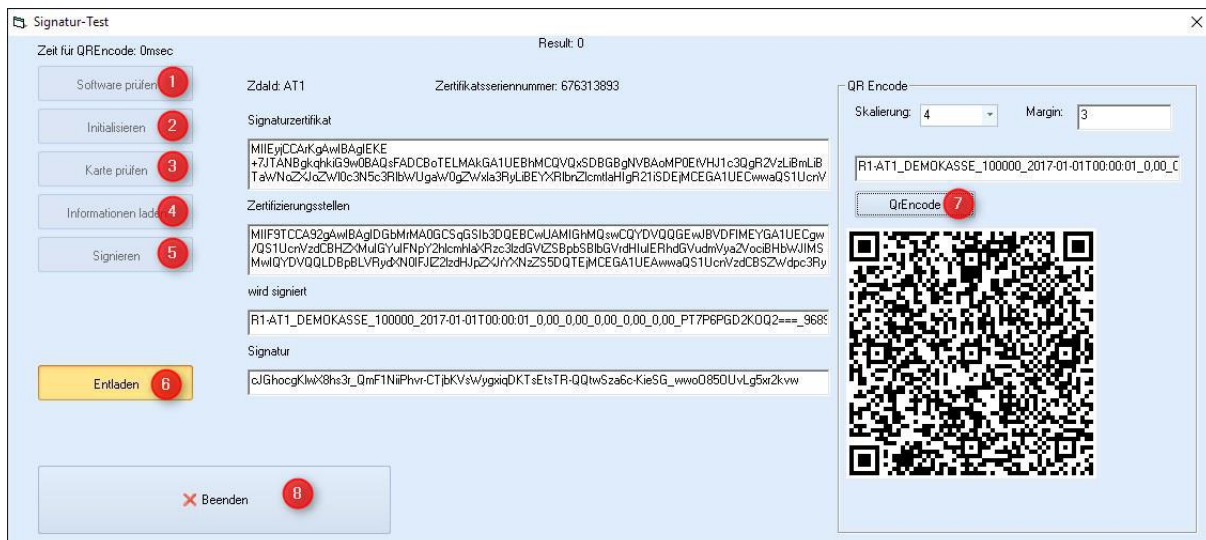 Signatur-Test
Zeit für QREncode: 0msec
Result: 0
Software prüfen 1
Initialisieren 2
Karte prüfen 3
Informationen laden 4
Signieren 5
Entladen 6
Beenden 8
ZdaId: AT1
Zertifikatsseriennummer: 676313893
Signaturzertifikat
MIIEyjCCArKgAwIBAgIEKE
Zertifizierungsstellen
wird signiert
R1-AT1_DEMOKASSE_100000_2017-01-01T00:00:01_0,00_0,00_0,00_0,00_0,00_PT7P6PGD2KOQ2===_9689
Signatur
QR Encode
Skalierung: 4
Margin: 3
R1-AT1_DEMOKASSE_100000_2017-01-01T00:00:01_0,00_0
QrEncode 7